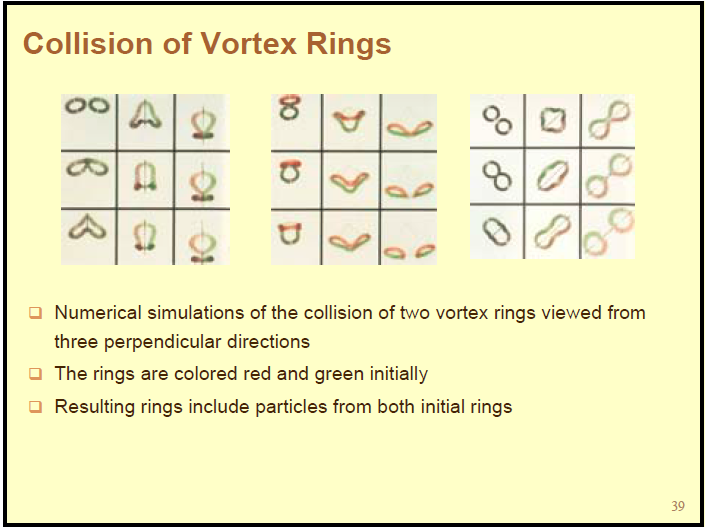 Collision of Vortex Rings
Numerical simulations of the collision of two vortex rings viewed from
three perpendicular directions
The rings are colored red and green initially
Resulting rings include particles from both initial rings
39